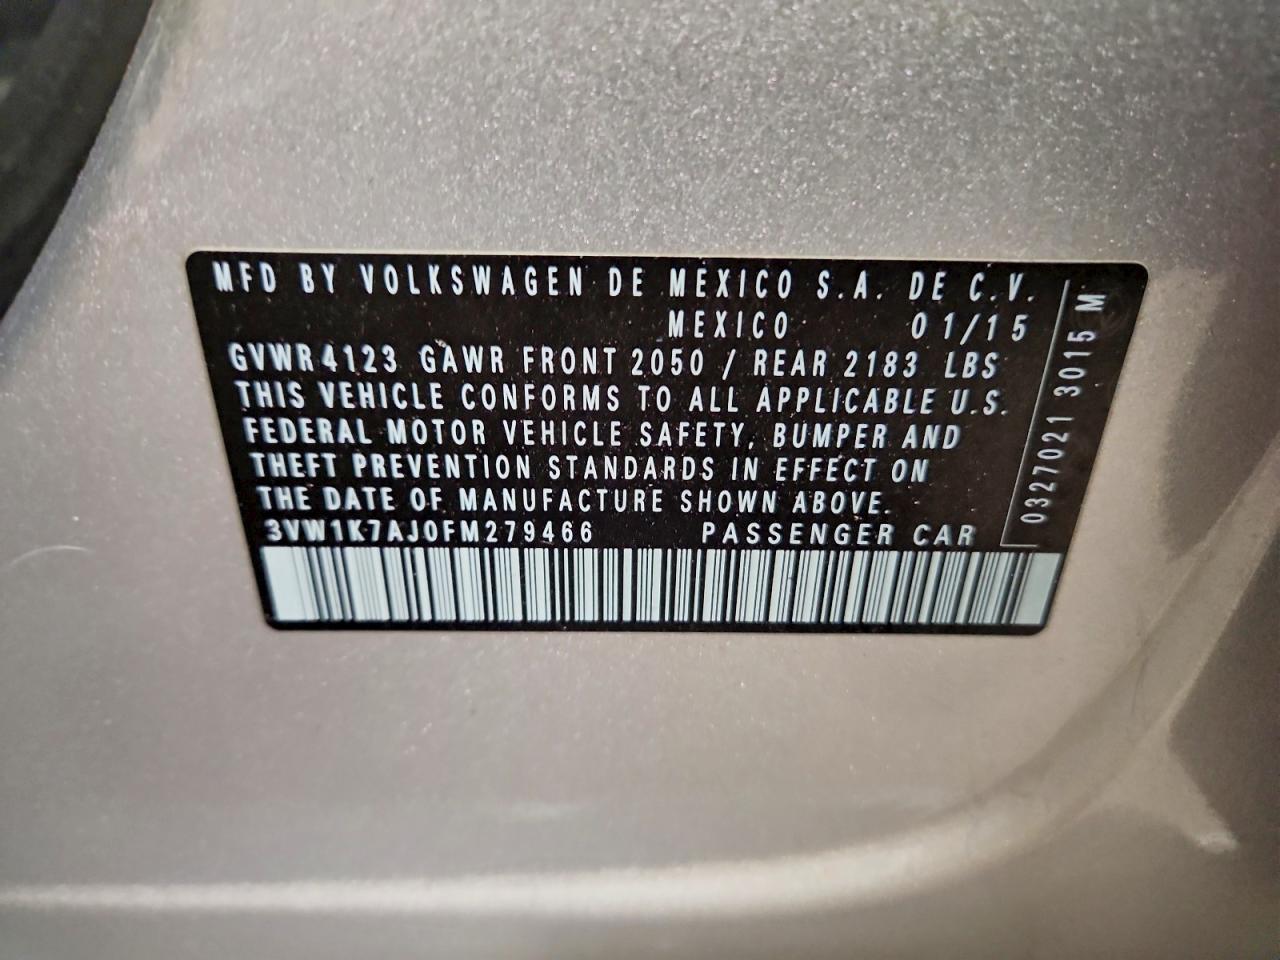 MFD BY VOLKSWAGEN DE MEXICO S.A. DE C.V.
MEXICO 01/15
GVWR 4123 GAWR FRONT 2050 / REAR 2183 LBS
THIS VEHICLE CONFORMS TO ALL APPLICABLE U.S.
FEDERAL MOTOR VEHICLE SAFETY, BUMPER AND
THEFT PREVENTION STANDARDS IN EFFECT ON
THE DATE OF MANUFACTURE SHOWN ABOVE.
3VW1K7AJ0FM279466 PASSENGER CAR
0327021 3015 M